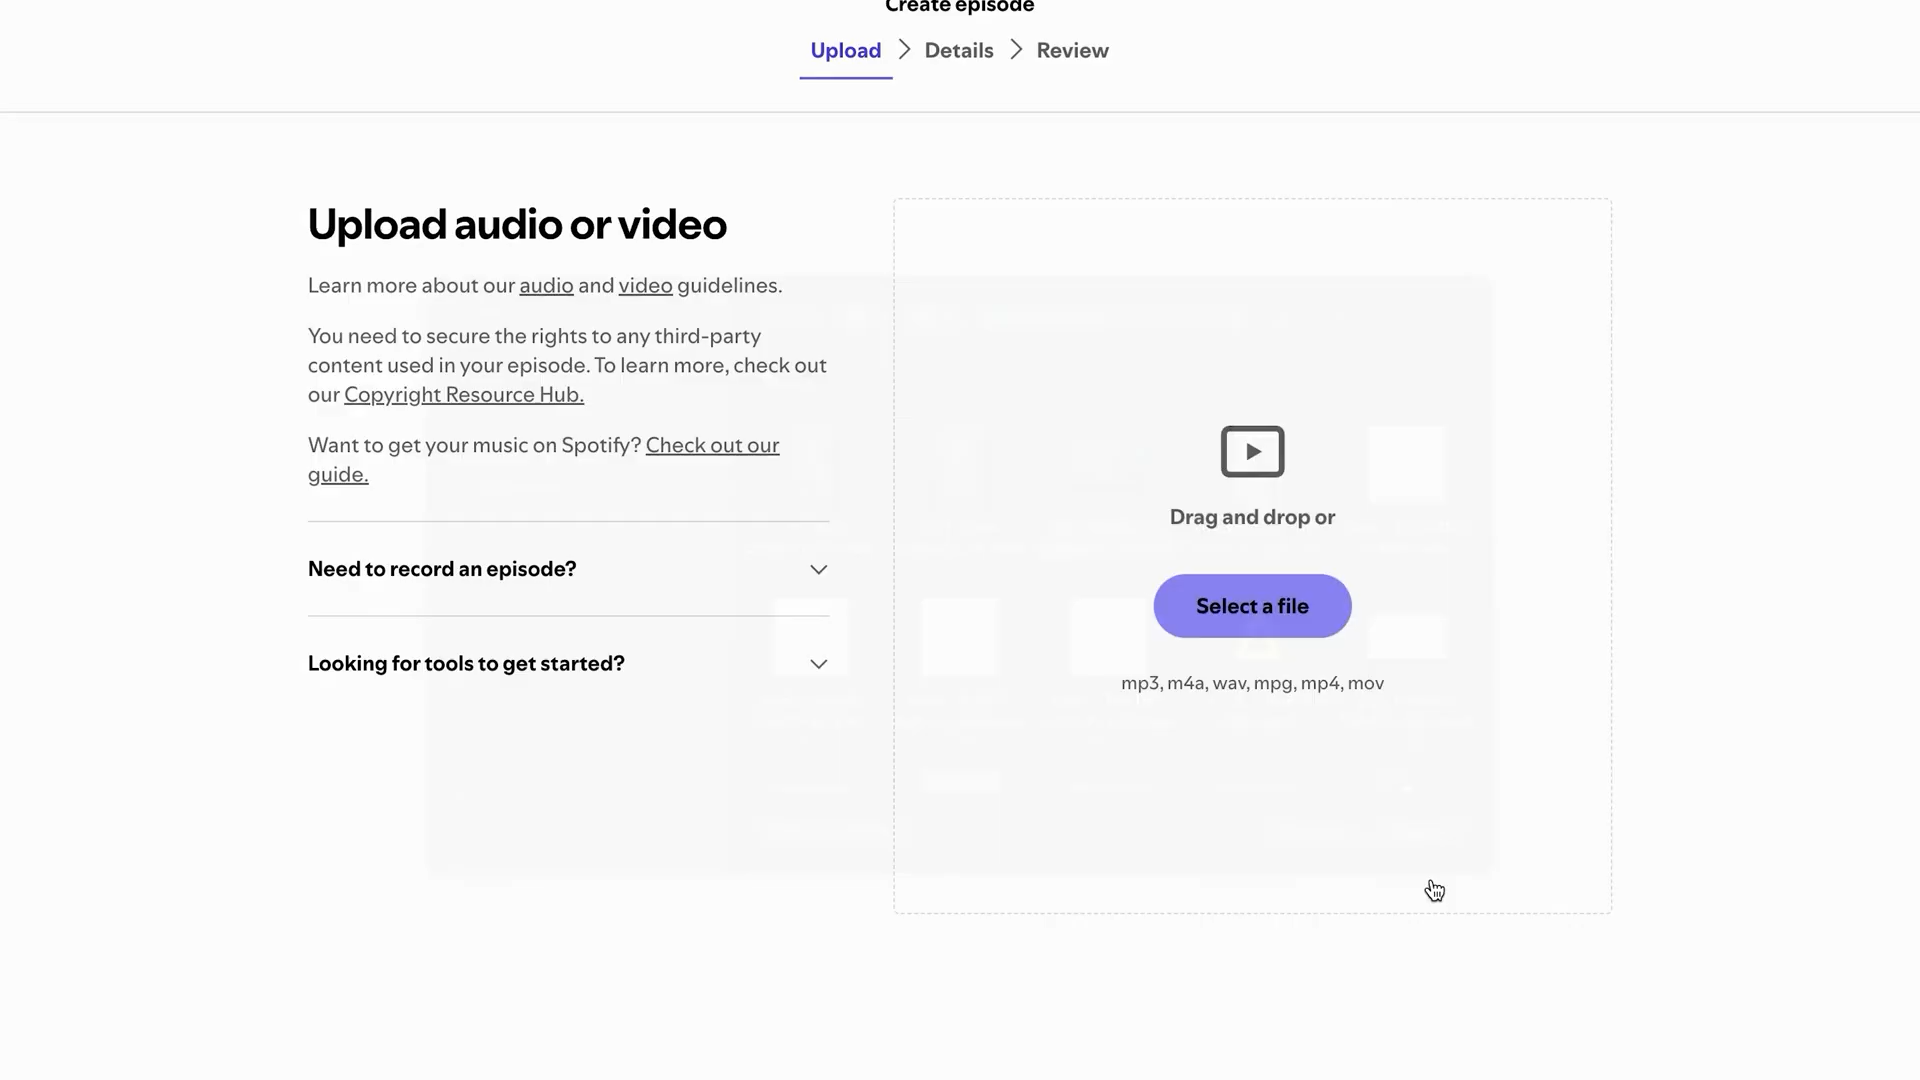 Create episode
Upload
Details
Review
Upload audio or video
Learn more about our audio and video guidelines.
You need to secure the rights to any third-party
content used in your episode. To learn more, check out
our Copyright Resource Hub.
Want to get your music on Spotify? Check out our
guide.
Need to record an episode?
Looking for tools to get started?
Drag and drop or
Select a file
mp3, m4a, wav, mpg, mp4, mov